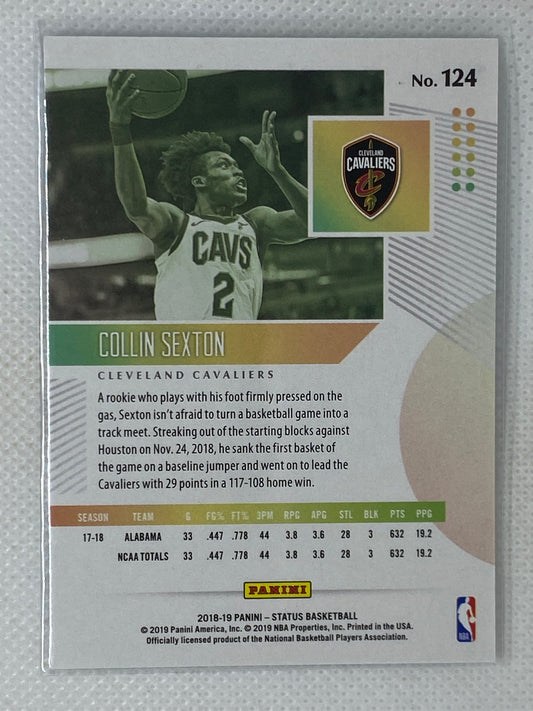 No. 124
CLEVELAND
CAVALIERS
C
CAVS
2
COLLIN SEXTON
CLEVELAND CAVALIERS
A rookie who plays with his foot firmly pressed on the
gas, Sexton isn't afraid to turn a basketball game into a
track meet. Streaking out of the starting blocks against
Houston on Nov. 24, 2018, he sank the first basket of
the game on a baseline jumper and went on to lead the
Cavaliers with 29 points in a 117-108 home win.
SEASON TEAM G FG% FT% 3PM RPG APG STL BLK PTS PPG
17-18 ALABAMA 33 .447 .778 44 3.8 3.6 28 3 632 19.2
NCAA TOTALS 33 .447 .778 44 3.8 3.6 28 3 632 19.2
PANINI
2018-19 PANINI – STATUS BASKETBALL
© 2019 Panini America, Inc. © 2019 NBA Properties, Inc. Printed in the USA.
Officially licensed product of the National Basketball Players Association.
NBA